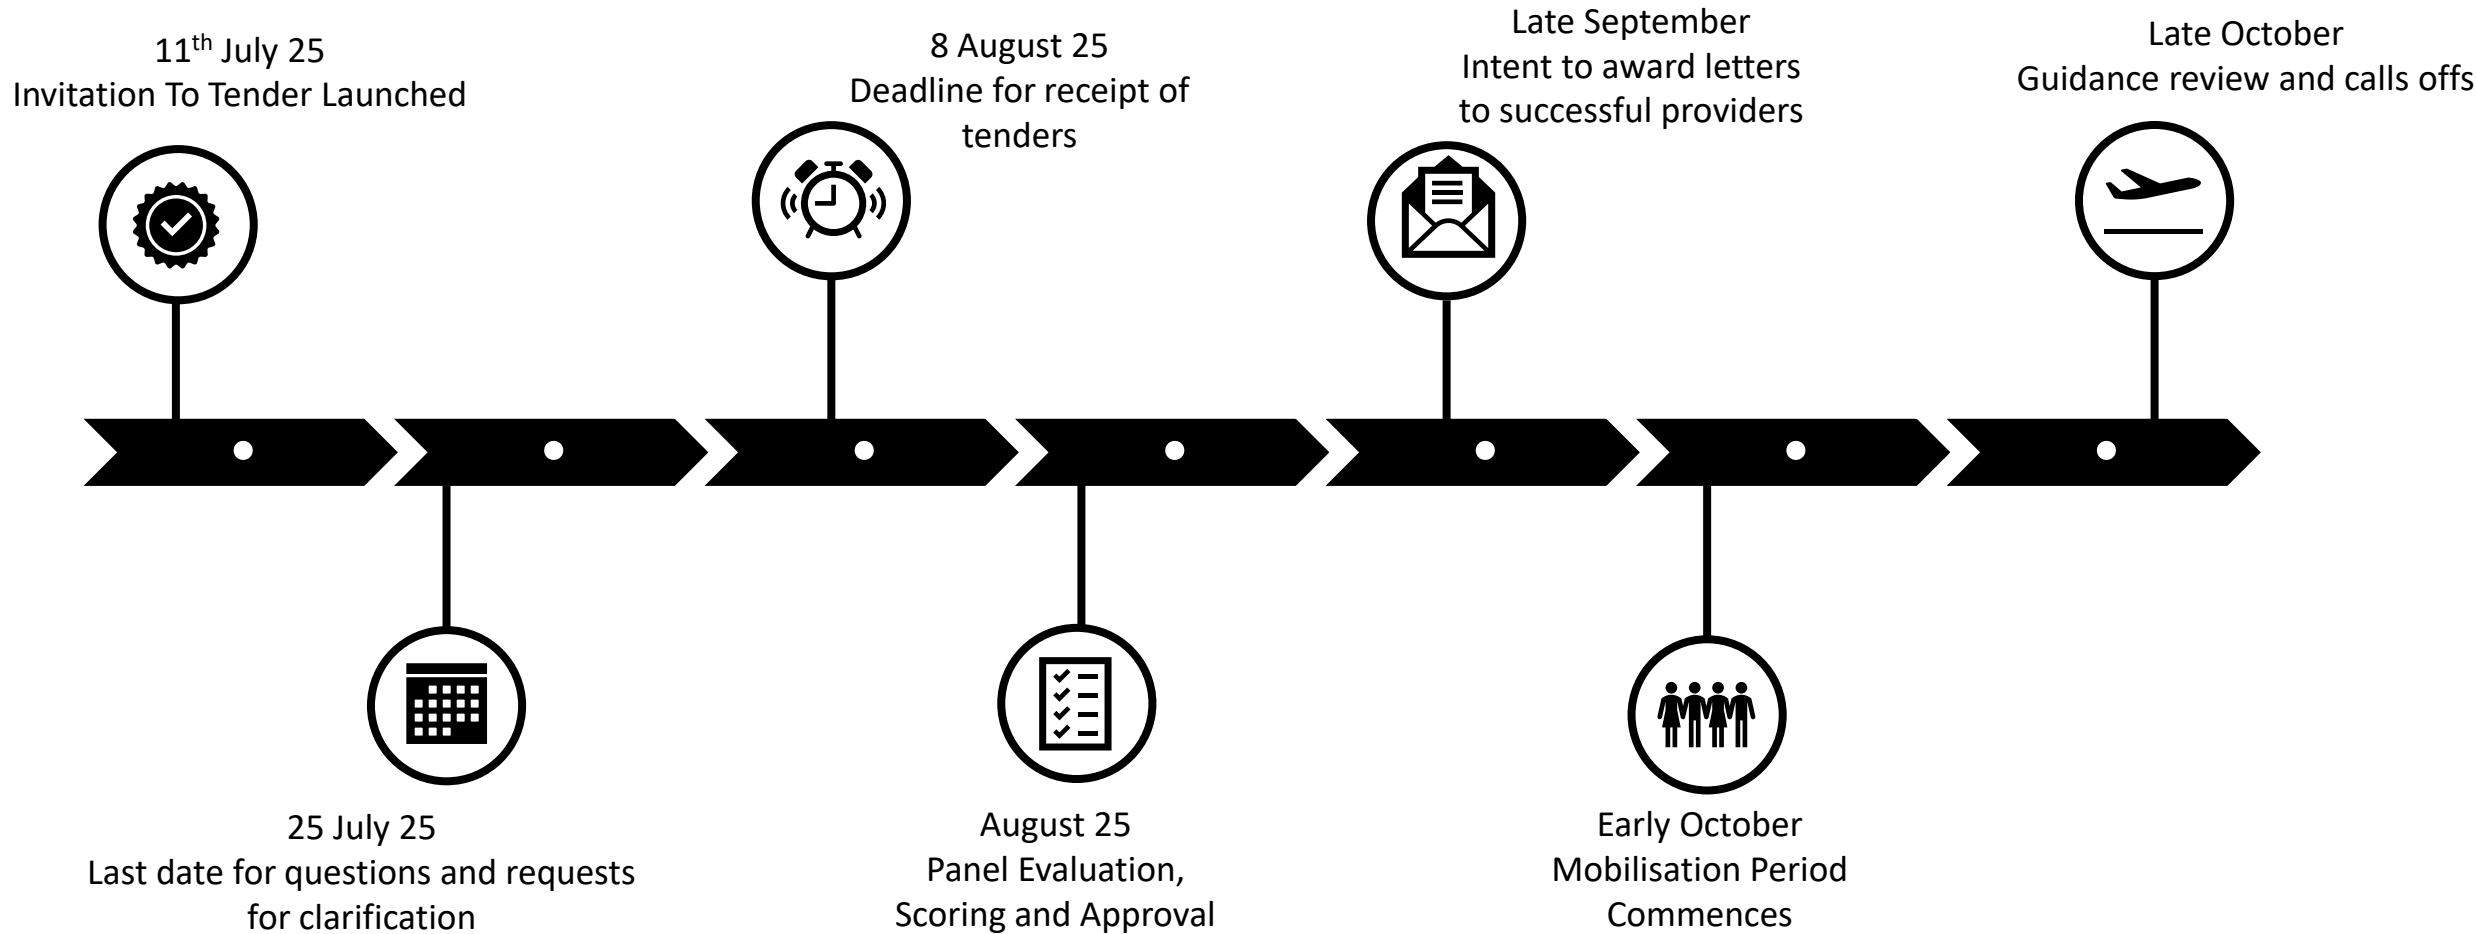 11th July 25
Invitation To Tender Launched
25 July 25
Last date for questions and requests
for clarification
8 August 25
Deadline for receipt of
tenders
August 25
Panel Evaluation,
Scoring and Approval
Late September
Intent to award letters
to successful providers
Early October
Mobilisation Period
Commences
Late October
Guidance review and calls offs